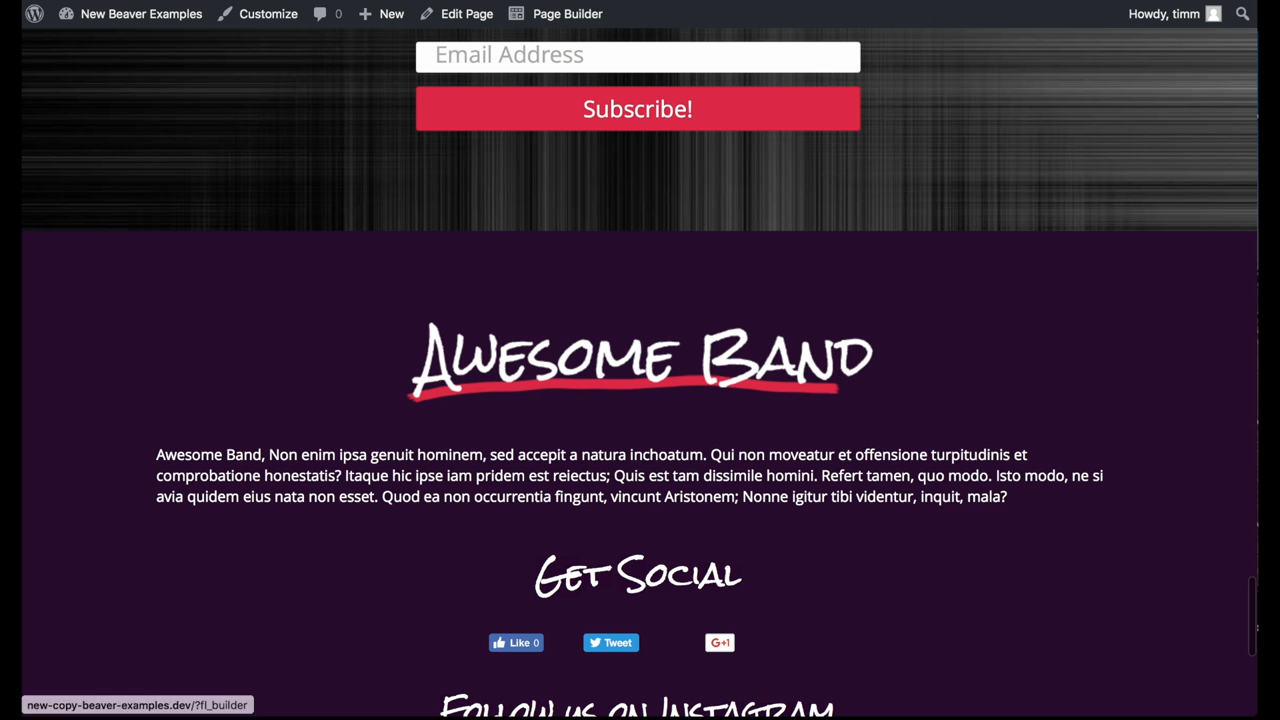 New Beaver Examples Customize 0 New Edit Page Page Builder Howdy, timm
Email Address
Subscribe!
Awesome Band
Awesome Band, Non enim ipsa genuit hominem, sed accepit a natura inchoatum. Qui non moveatur et offensione turpitudinis et
comprobatione honestatis? Itaque hic ipse iam pridem est reiectus; Quis est tam dissimile homini. Refert tamen, quo modo. Isto modo, ne si
avia quidem eius nata non esset. Quod ea non occurrentia fingunt, vincunt Aristonem; Nonne igitur tibi videntur, inquit, mala?
Get Social
Like 0 Tweet G+1
Follow us on Instagram
new-copy-beaver-examples.dev/?fl_builder